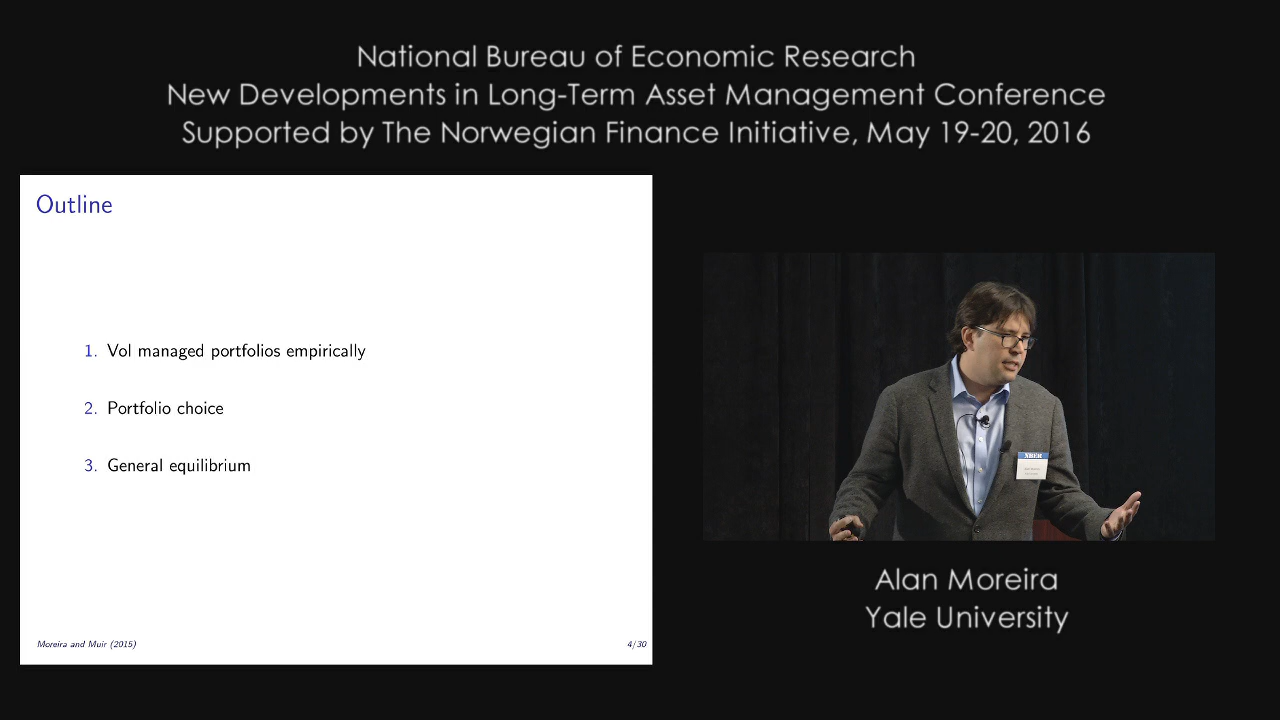 National Bureau of Economic Research
New Developments in Long-Term Asset Management Conference
Supported by The Norwegian Finance Initiative, May 19-20, 2016
Outline
1. Vol managed portfolios empirically
2. Portfolio choice
3. General equilibrium
Moreira and Muir (2015)
4/30
Alan Moreira
Yale University